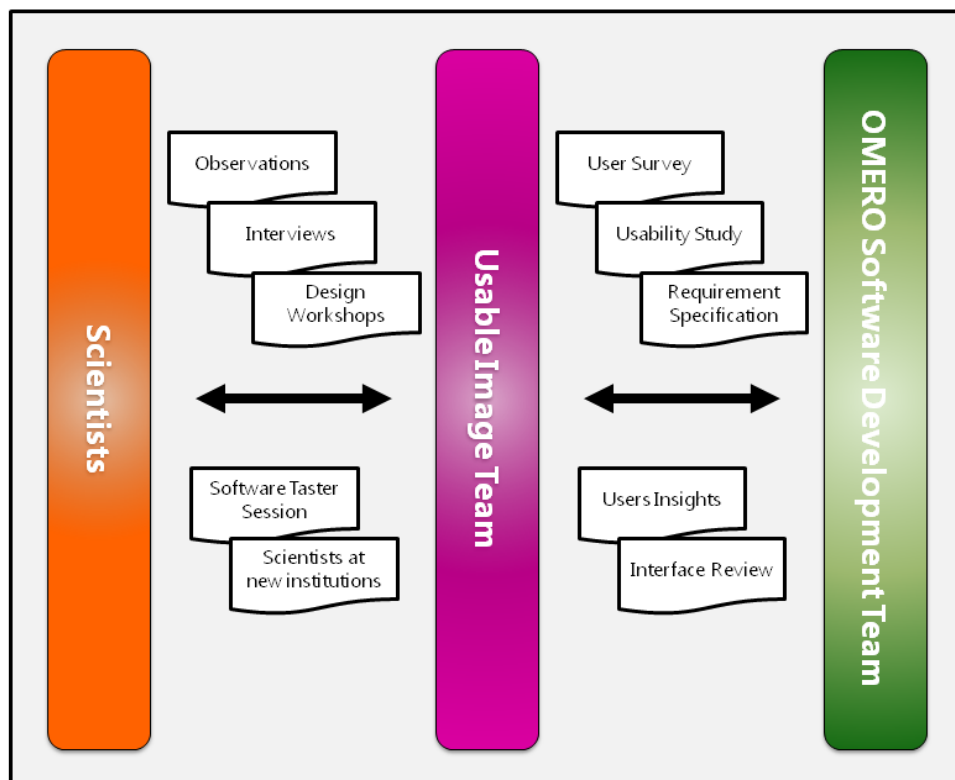 Scientists
Observations
Interviews
Design
Workshops
Software Taster
Session
Scientists at
new institutions
Usable Image Team
User Survey
Usability Study
Requirement
Specification
Users Insights
Interface Review
OMERO Software Development Team